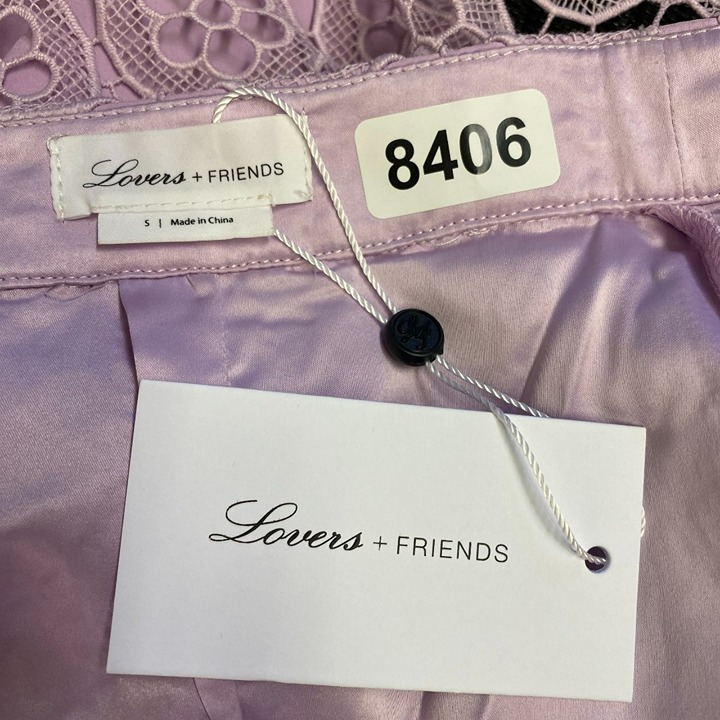 Lovers + FRIENDS
S | Made in China
8406
Lovers + FRIENDS